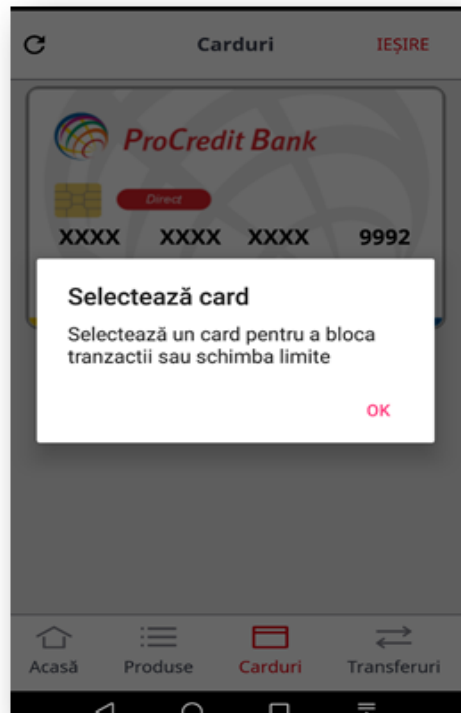 Carduri
IEȘIRE
ProCredit Bank
Direct
XXXX XXXX XXXX 9992
Selectează card
Selectează un card pentru a bloca
tranzactii sau schimba limite
OK
Acasă Produse Carduri Transferuri